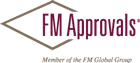 FM Approvals®
Member of the FM Global Group